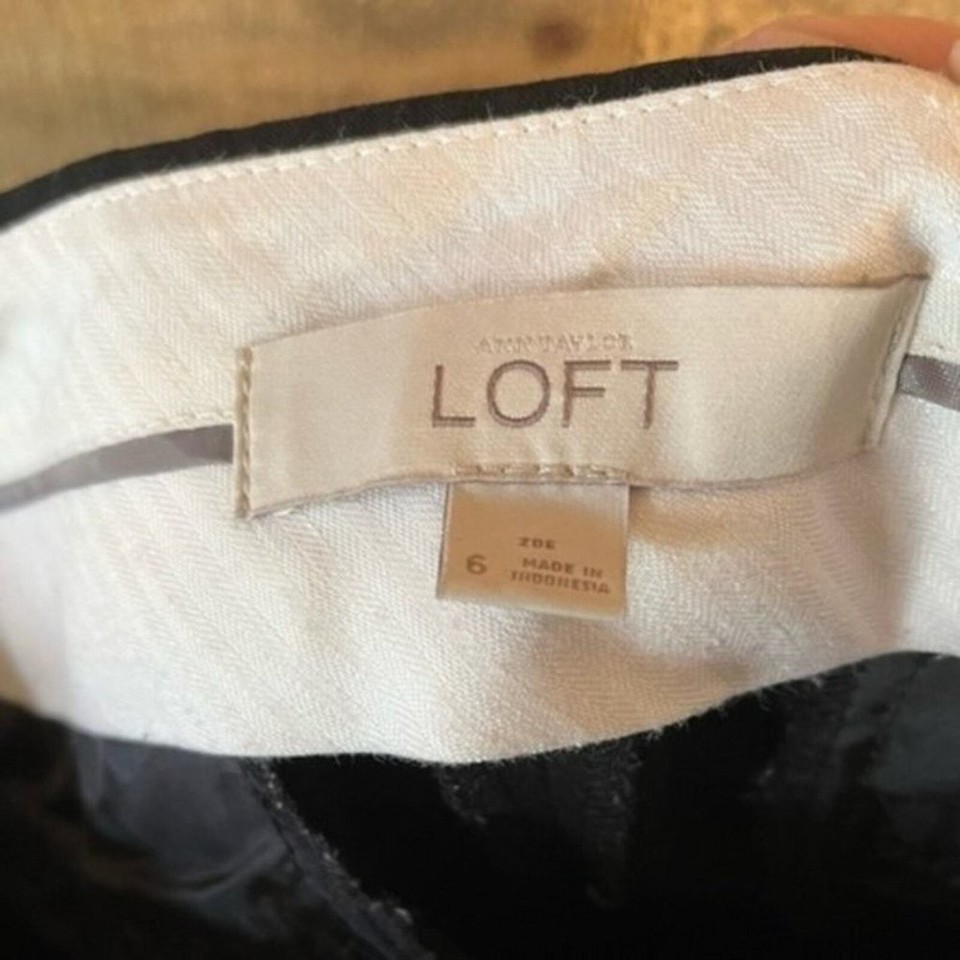 ANN TAYLOR
LOFT
ZOE
6 MADE IN
INDONESIA